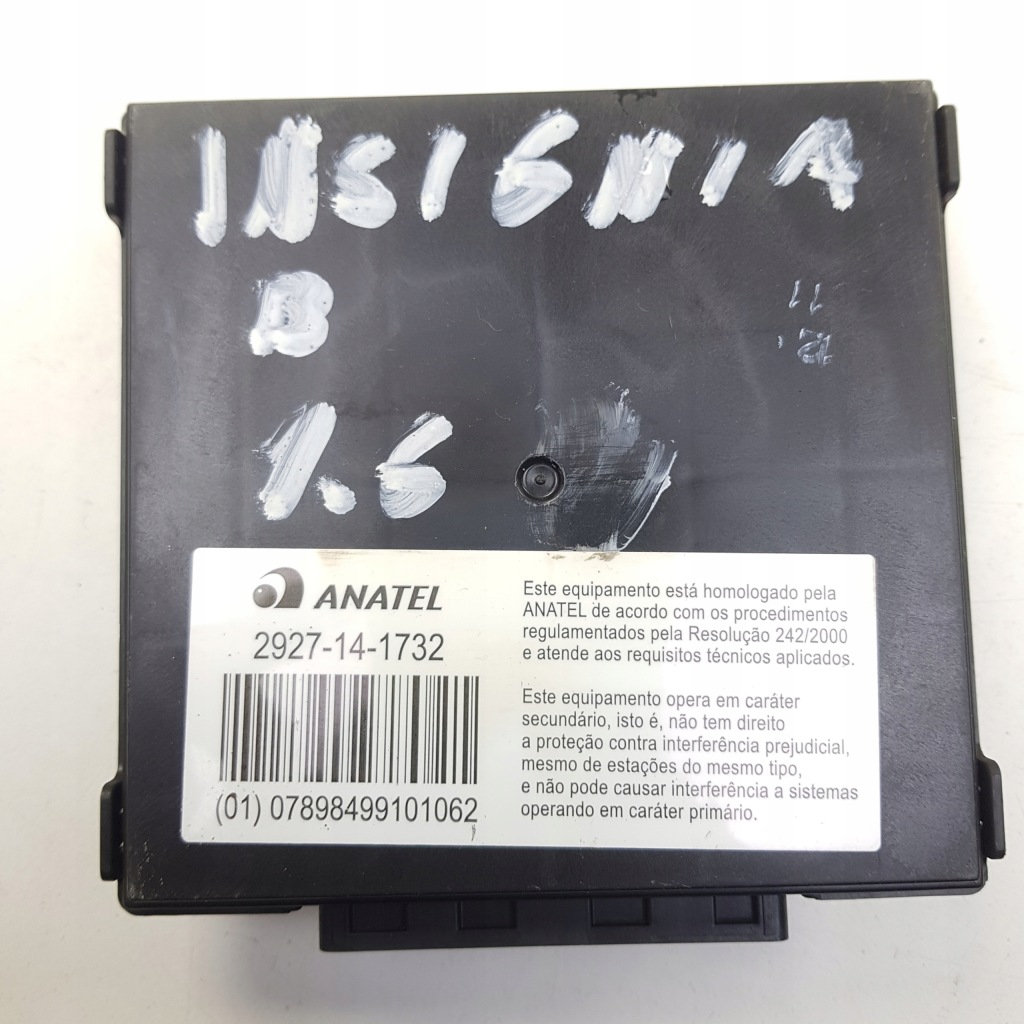 INSIGNIA
B
1.6
ANATEL
2927-14-1732
(01) 07898499101062
Este equipamento está homologado pela
ANATEL de acordo com os procedimentos
regulamentados pela Resolução 242/2000
e atende aos requisitos técnicos aplicados.
Este equipamento opera em caráter
secundário, isto é, não tem direito
a proteção contra interferência prejudicial,
mesmo de estações do mesmo tipo,
e não pode causar interferência a sistemas
operando em caráter primário.